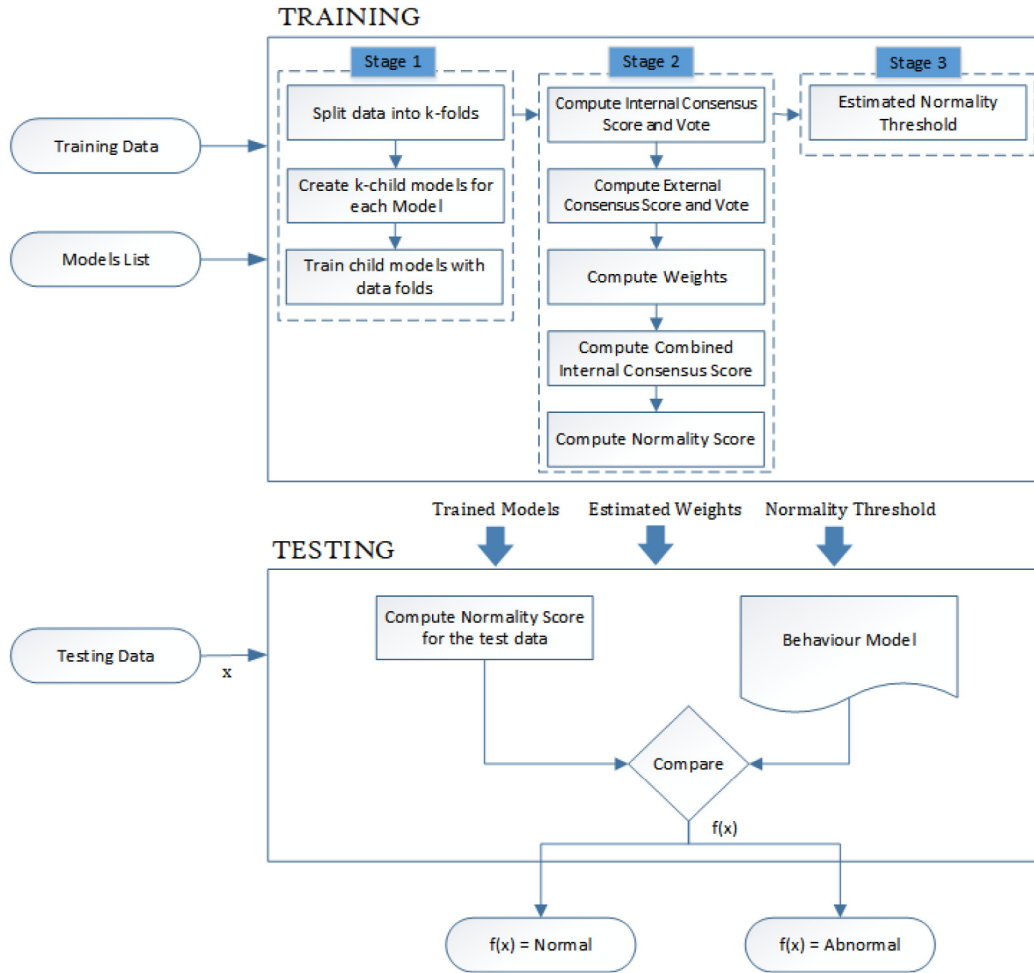 TRAINING
Stage 1
Stage 2
Stage 3
Split data into k-folds
Create k-child models for
each Model
Train child models with
data folds
Compute Internal Consensus
Score and Vote
Compute External
Consensus Score and Vote
Compute Weights
Compute Combined
Internal Consensus Score
Compute Normality Score
Estimated Normality
Threshold
Training Data
Models List
Trained Models
Estimated Weights
Normality Threshold
TESTING
Testing Data
x
Compute Normality Score
for the test data
Behaviour Model
Compare
f(x)
f(x) = Normal
f(x) = Abnormal